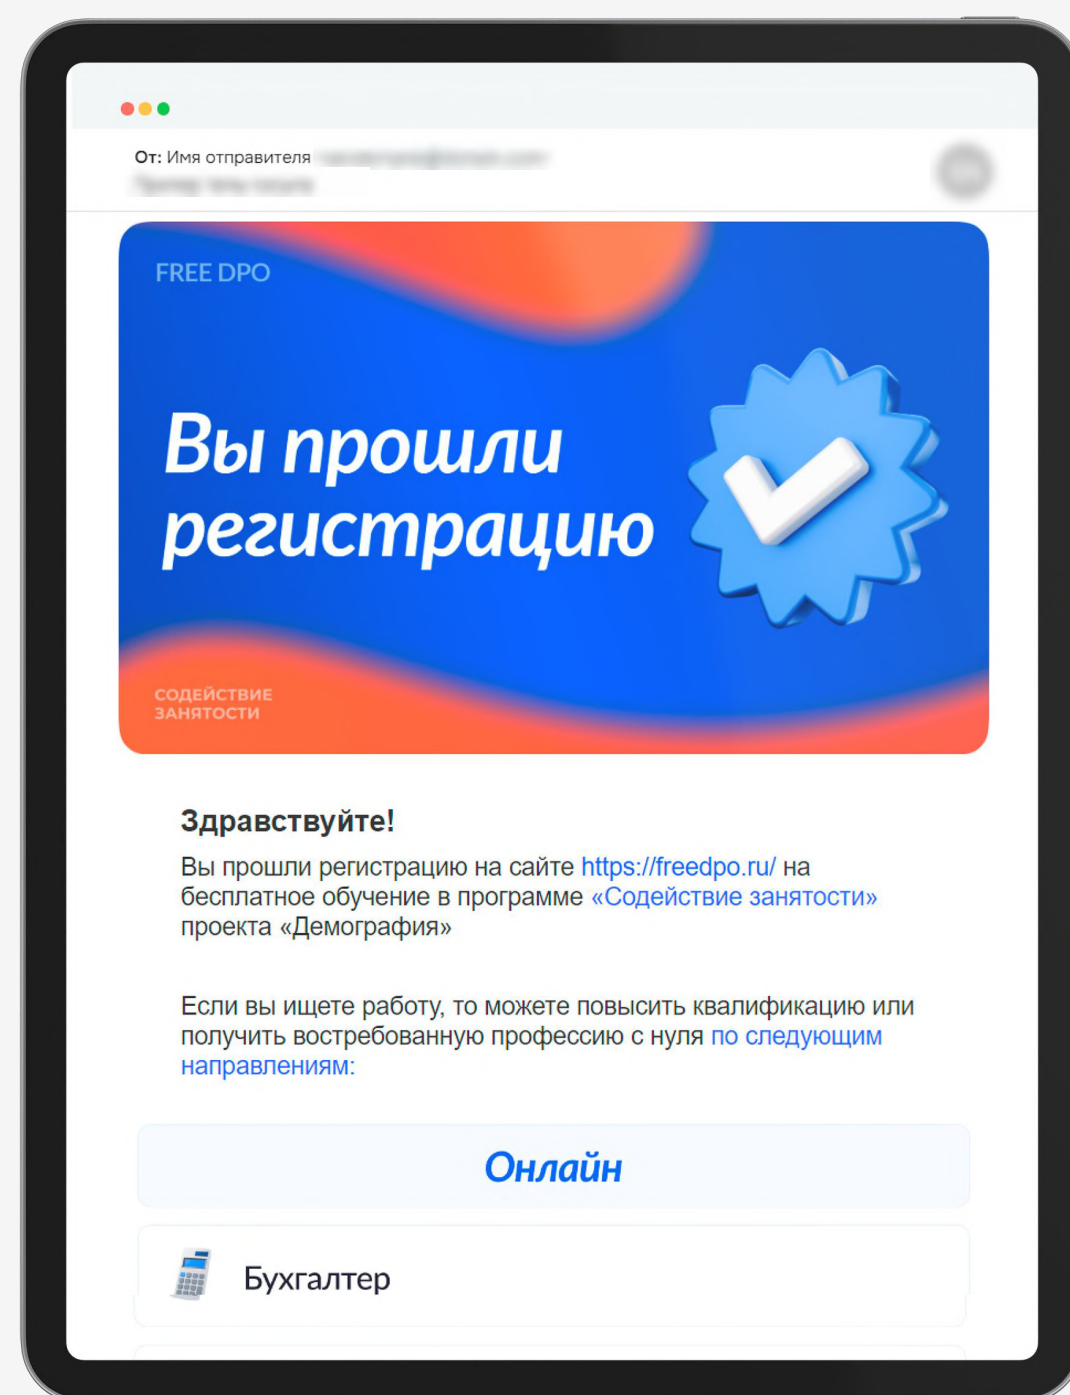 От: Имя отправителя
FREE DPO
Вы прошли
регистрацию
СОДЕЙСТВИЕ
ЗАНЯТОСТИ
Здравствуйте!
Вы прошли регистрацию на сайте https://freedpo.ru/ на
бесплатное обучение в программе «Содействие занятости»
проекта «Демография»
Если вы ищете работу, то можете повысить квалификацию или
получить востребованную профессию с нуля по следующим
направлениям:
Онлайн
Бухгалтер